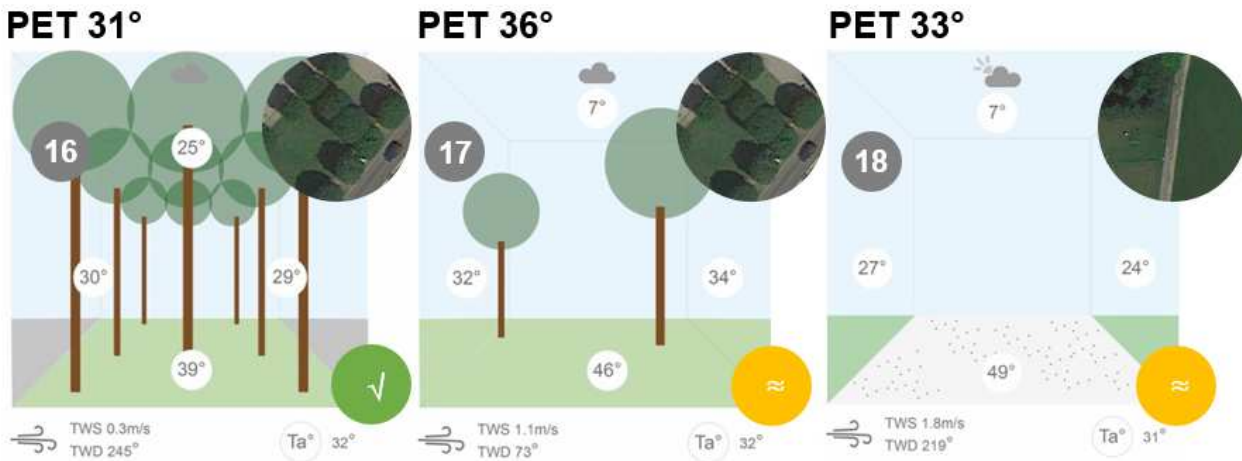 PET 31°
16
25°
30°
29°
39°
√
TWS 0.3m/s
TWD 245°
Ta°
32°
PET 36°
7°
17
32°
34°
46°
≈
TWS 1.1m/s
TWD 73°
Ta°
32°
PET 33°
7°
18
27°
24°
49°
≈
TWS 1.8m/s
TWD 219°
Ta°
31°